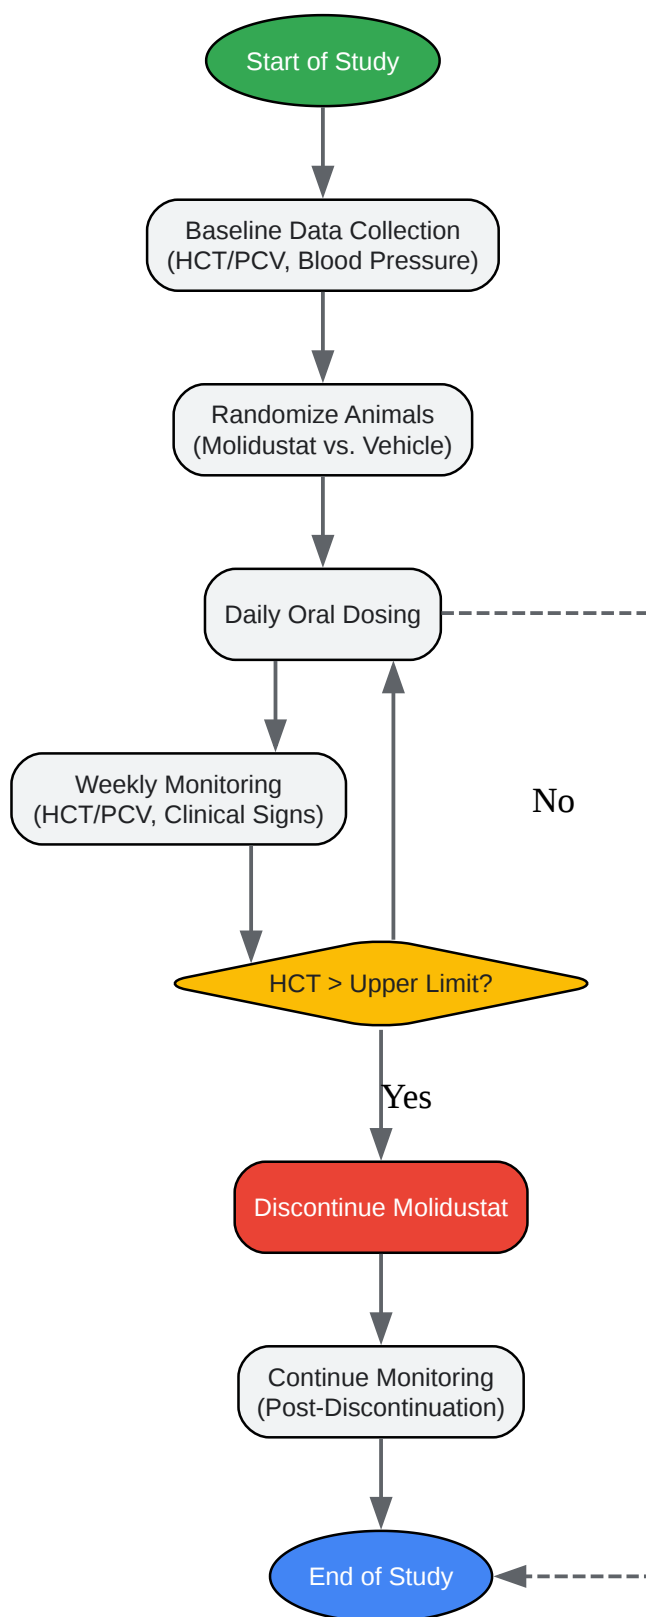 Start of Study
Baseline Data Collection
(HCT/PCV, Blood Pressure)
Randomize Animals
(Molidustat vs. Vehicle)
Daily Oral Dosing
Weekly Monitoring
(HCT/PCV, Clinical Signs)
No
HCT > Upper Limit?
Yes
Discontinue Molidustat
Continue Monitoring
(Post-Discontinuation)
End of Study